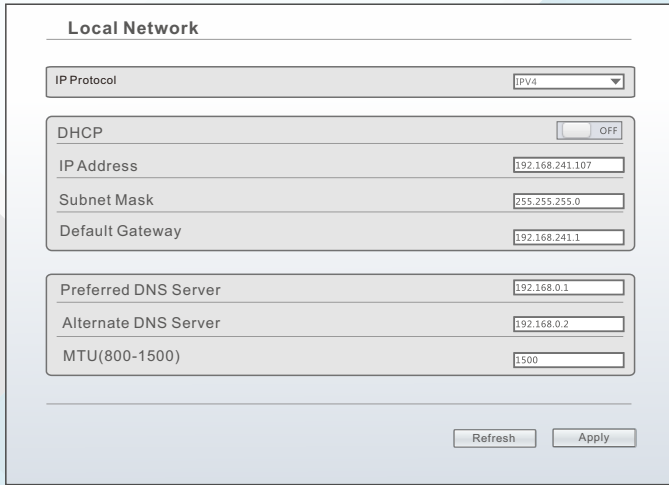 Local Network
IP Protocol IPV4
DHCP OFF
IP Address 192.168.241.107
Subnet Mask 255.255.255.0
Default Gateway 192.168.241.1
Preferred DNS Server 192.168.0.1
Alternate DNS Server 192.168.0.2
MTU(800-1500) 1500
Refresh Apply